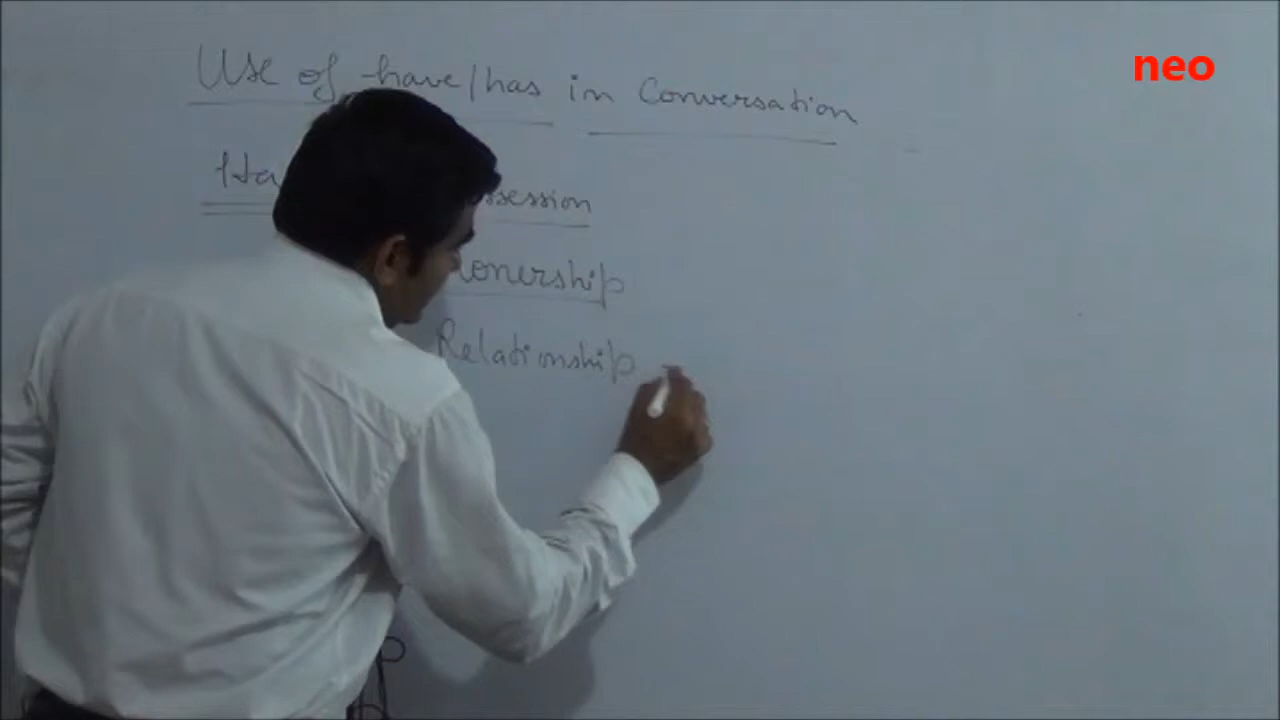 Use of have/has in Conversation
neo
Ha ssession
onership
Relationship